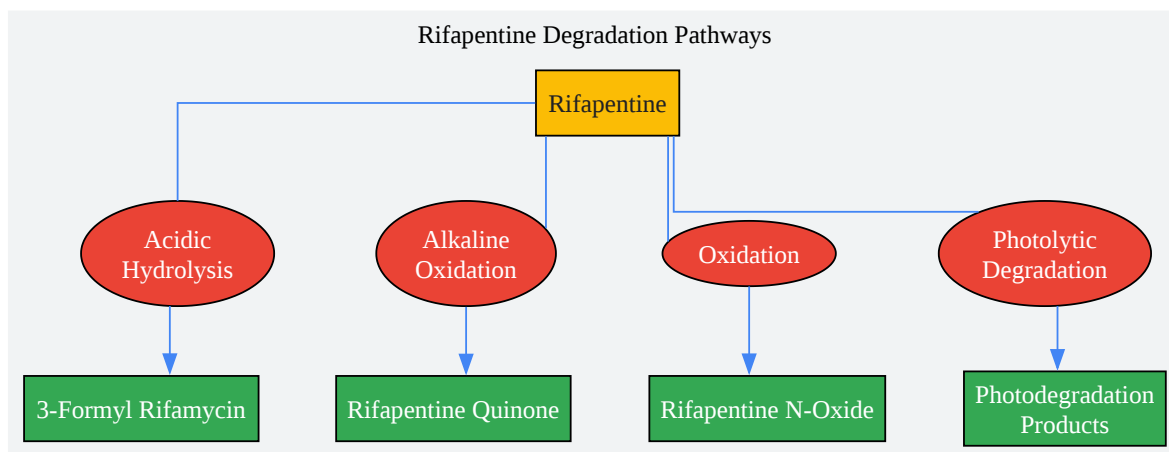 Rifapentine Degradation Pathways
Rifapentine
Acidic
Hydrolysis
Alkaline
Oxidation
Oxidation
Photolytic
Degradation
3-Formyl Rifamycin
Rifapentine Quinone
Rifapentine N-Oxide
Photodegradation
Products